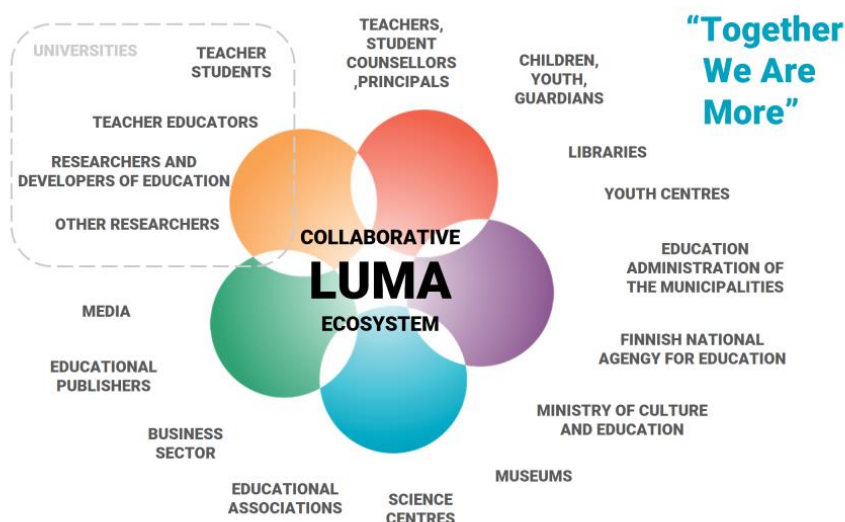 UNIVERSITIES
TEACHER
STUDENTS
TEACHER EDUCATORS
RESEARCHERS AND
DEVELOPERS OF EDUCATION
OTHER RESEARCHERS
TEACHERS,
STUDENT
COUNSELLORS
,PRINCIPALS
CHILDREN,
YOUTH,
GUARDIANS
“Together
We Are
More”
LIBRARIES
YOUTH CENTRES
EDUCATION
ADMINISTRATION OF
THE MUNICIPALITIES
FINNISH NATIONAL
AGENGY FOR EDUCATION
MINISTRY OF CULTURE
AND EDUCATION
MUSEUMS
SCIENCE
CENTRES
EDUCATIONAL
ASSOCIATIONS
BUSINESS
SECTOR
EDUCATIONAL
PUBLISHERS
MEDIA
COLLABORATIVE
LUMA
ECOSYSTEM